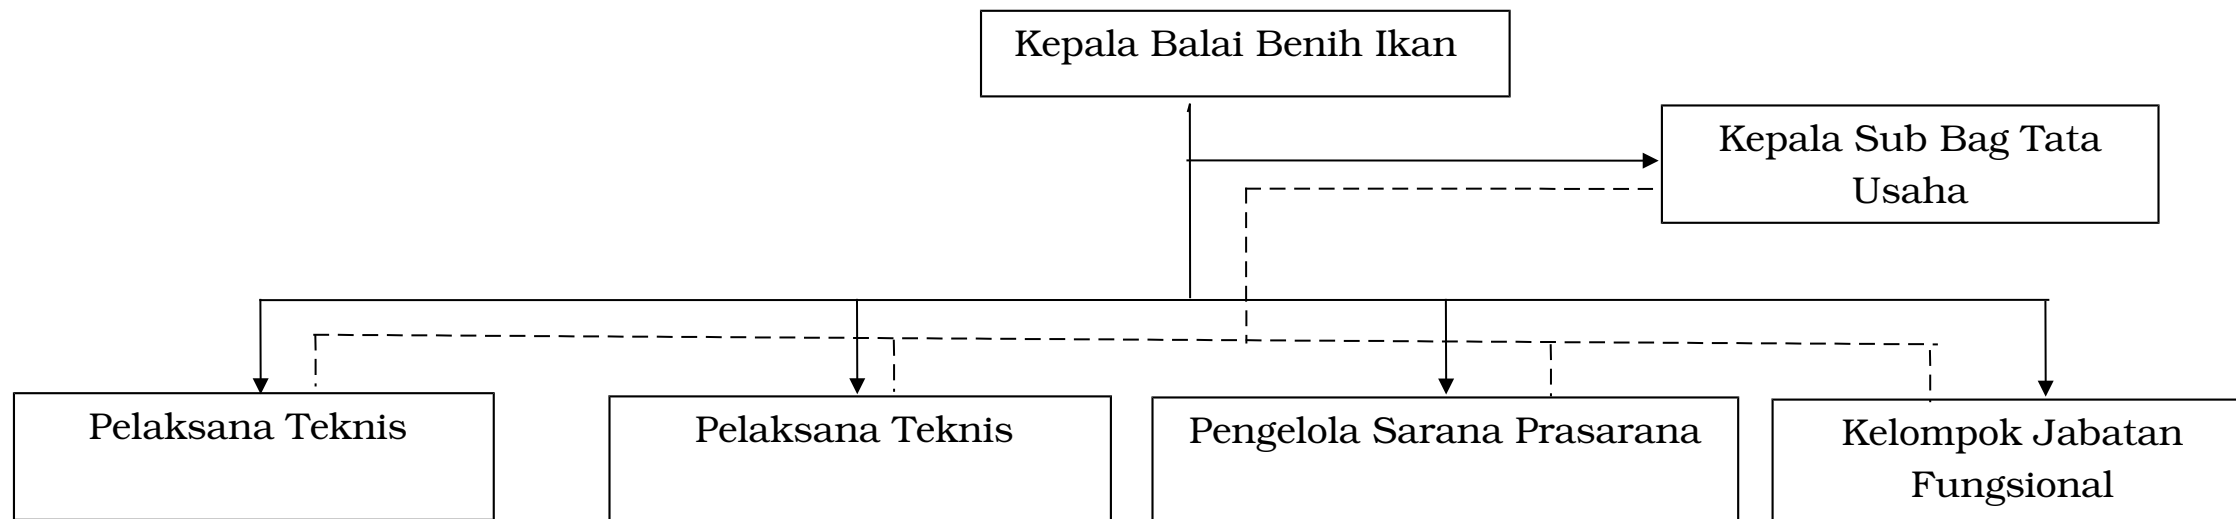 Kepala Balai Benih Ikan
Kepala Sub Bag Tata
Usaha
Pelaksana Teknis
Pelaksana Teknis
Pengelola Sarana Prasarana
Kelompok Jabatan
Fungsional